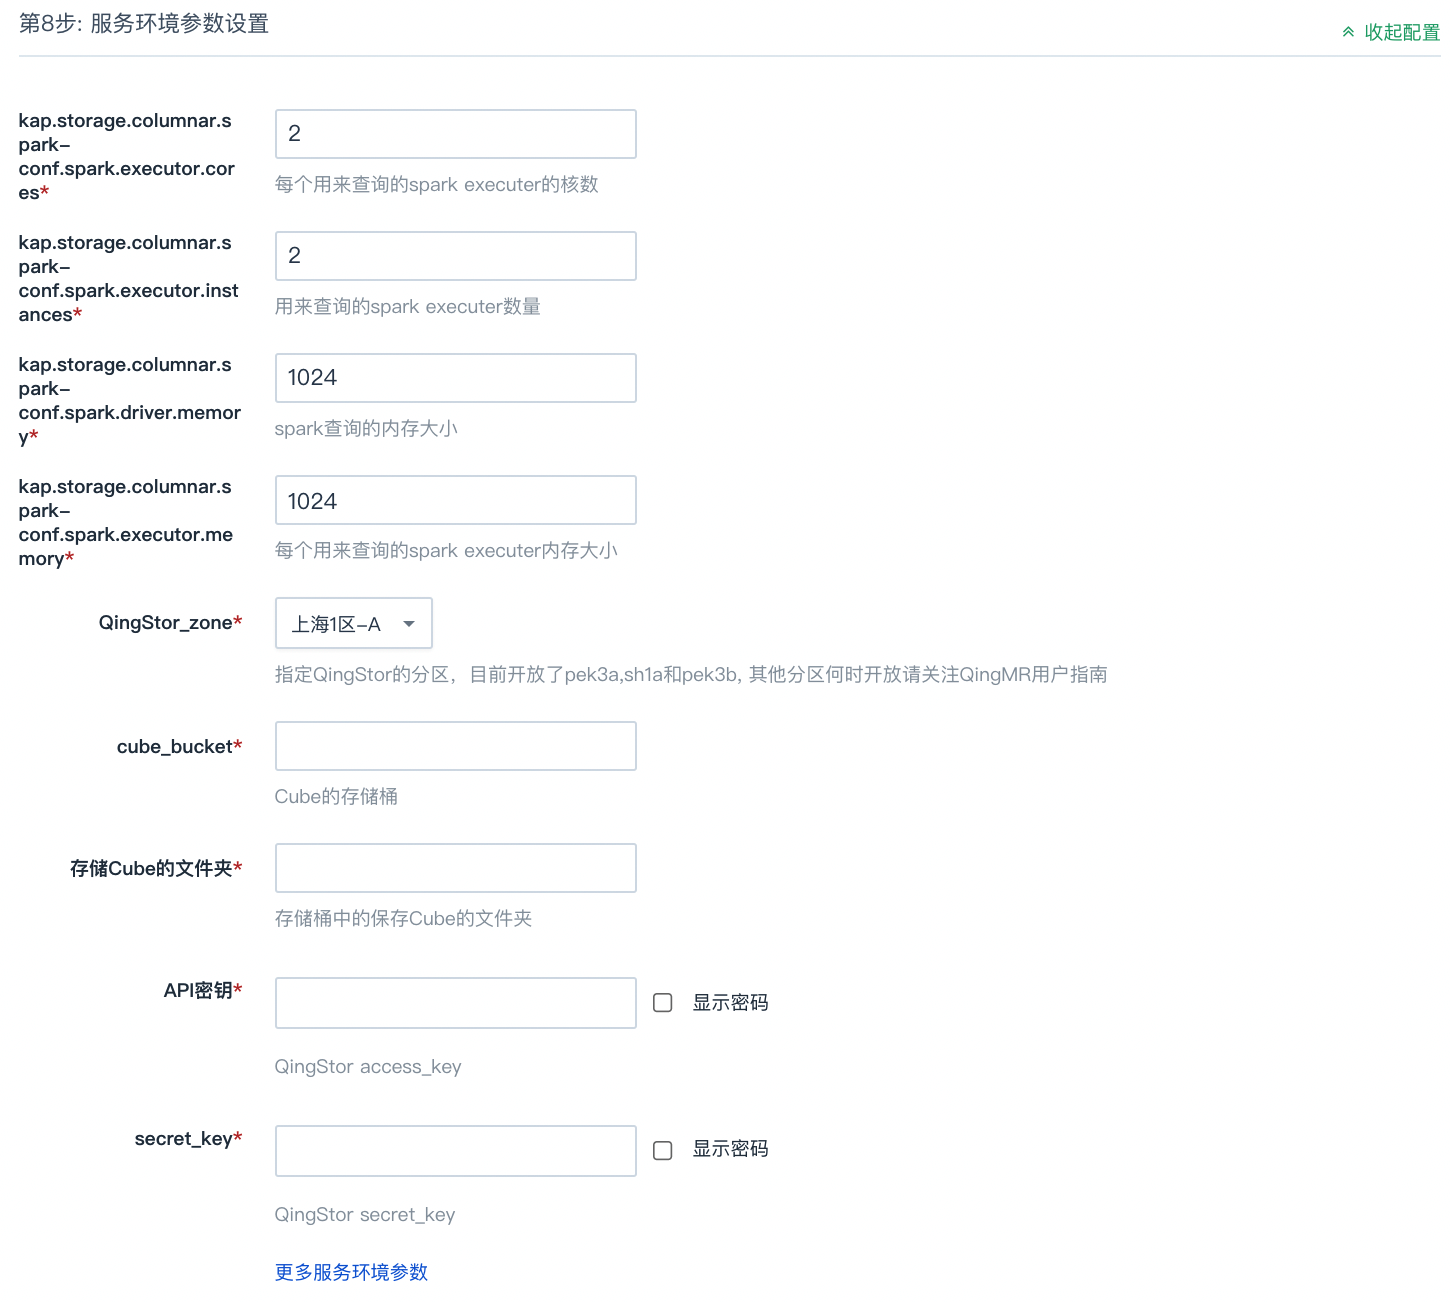 第8步: 服务环境参数设置
收起配置
kap.storage.columnar.s
park-
conf.spark.executor.cor
es*
2
每个用来查询的spark executer的核数
kap.storage.columnar.s
park-
conf.spark.executor.inst
ances*
2
用来查询的spark executer数量
kap.storage.columnar.s
park-
conf.spark.driver.memor
y*
1024
spark查询的内存大小
kap.storage.columnar.s
park-
conf.spark.executor.me
mory*
1024
每个用来查询的spark executer内存大小
QingStor_zone*
上海1区-A
指定QingStor的分区，目前开放了pek3a,sh1a和pek3b, 其他分区何时开放请关注QingMR用户指南
cube_bucket*
Cube的存储桶
存储Cube的文件夹*
存储桶中的保存Cube的文件夹
API密钥*
显示密码
QingStor access_key
secret_key*
显示密码
QingStor secret_key
更多服务环境参数